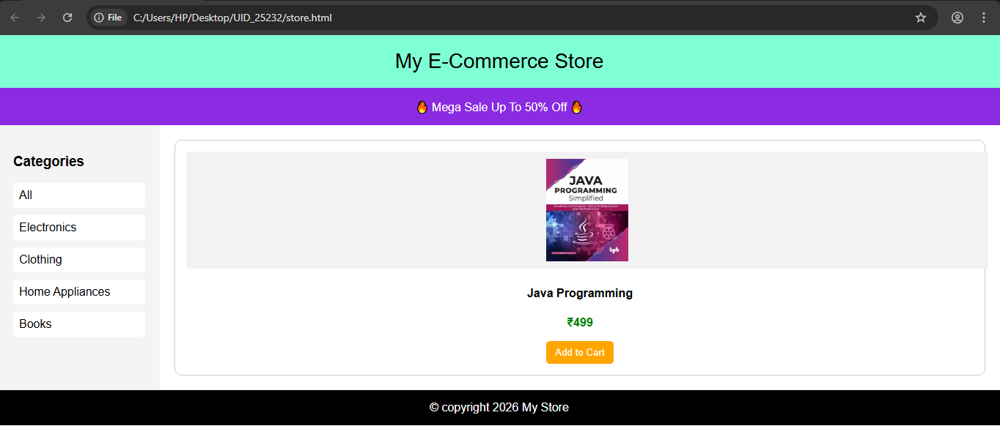 File C:/Users/HP/Desktop/UID_25232/store.html
My E-Commerce Store
🔥 Mega Sale Up To 50% Off 🔥
Categories
All
Electronics
Clothing
Home Appliances
Books
JAVA
PROGRAMMING
Simplified
bpb
Java Programming
₹499
Add to Cart
© copyright 2026 My Store